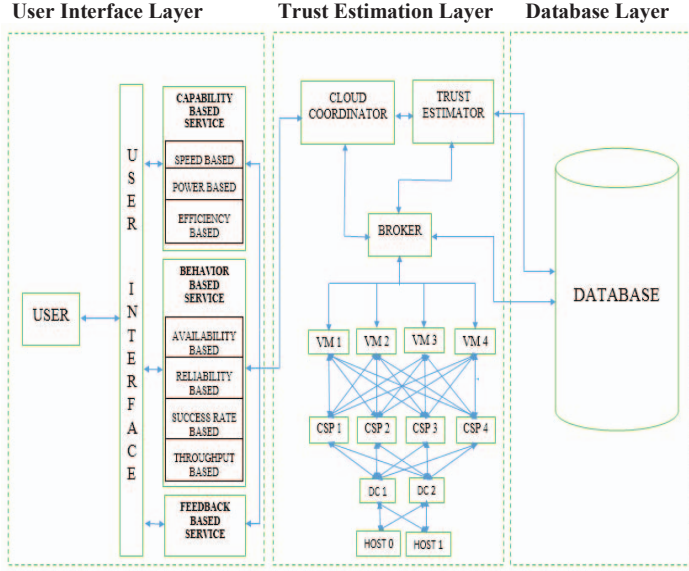 User Interface Layer
Trust Estimation Layer
Database Layer
USER
USER INTERFACE
CAPABILITY
BASED
SERVICE
SPEED BASED
POWER BASED
EFFICIENCY
BASED
BEHAVIOR
BASED
SERVICE
AVAILABILITY
BASED
RELIABILITY
BASED
SUCCESS RATE
BASED
THROUGHPUT
BASED
FEEDBACK
BASED
SERVICE
CLOUD
COORDINATOR
TRUST
ESTIMATOR
BROKER
VM 1
VM 2
VM 3
VM 4
CSP 1
CSP 2
CSP 3
CSP 4
DC 1
DC 2
HOST 0
HOST 1
DATABASE